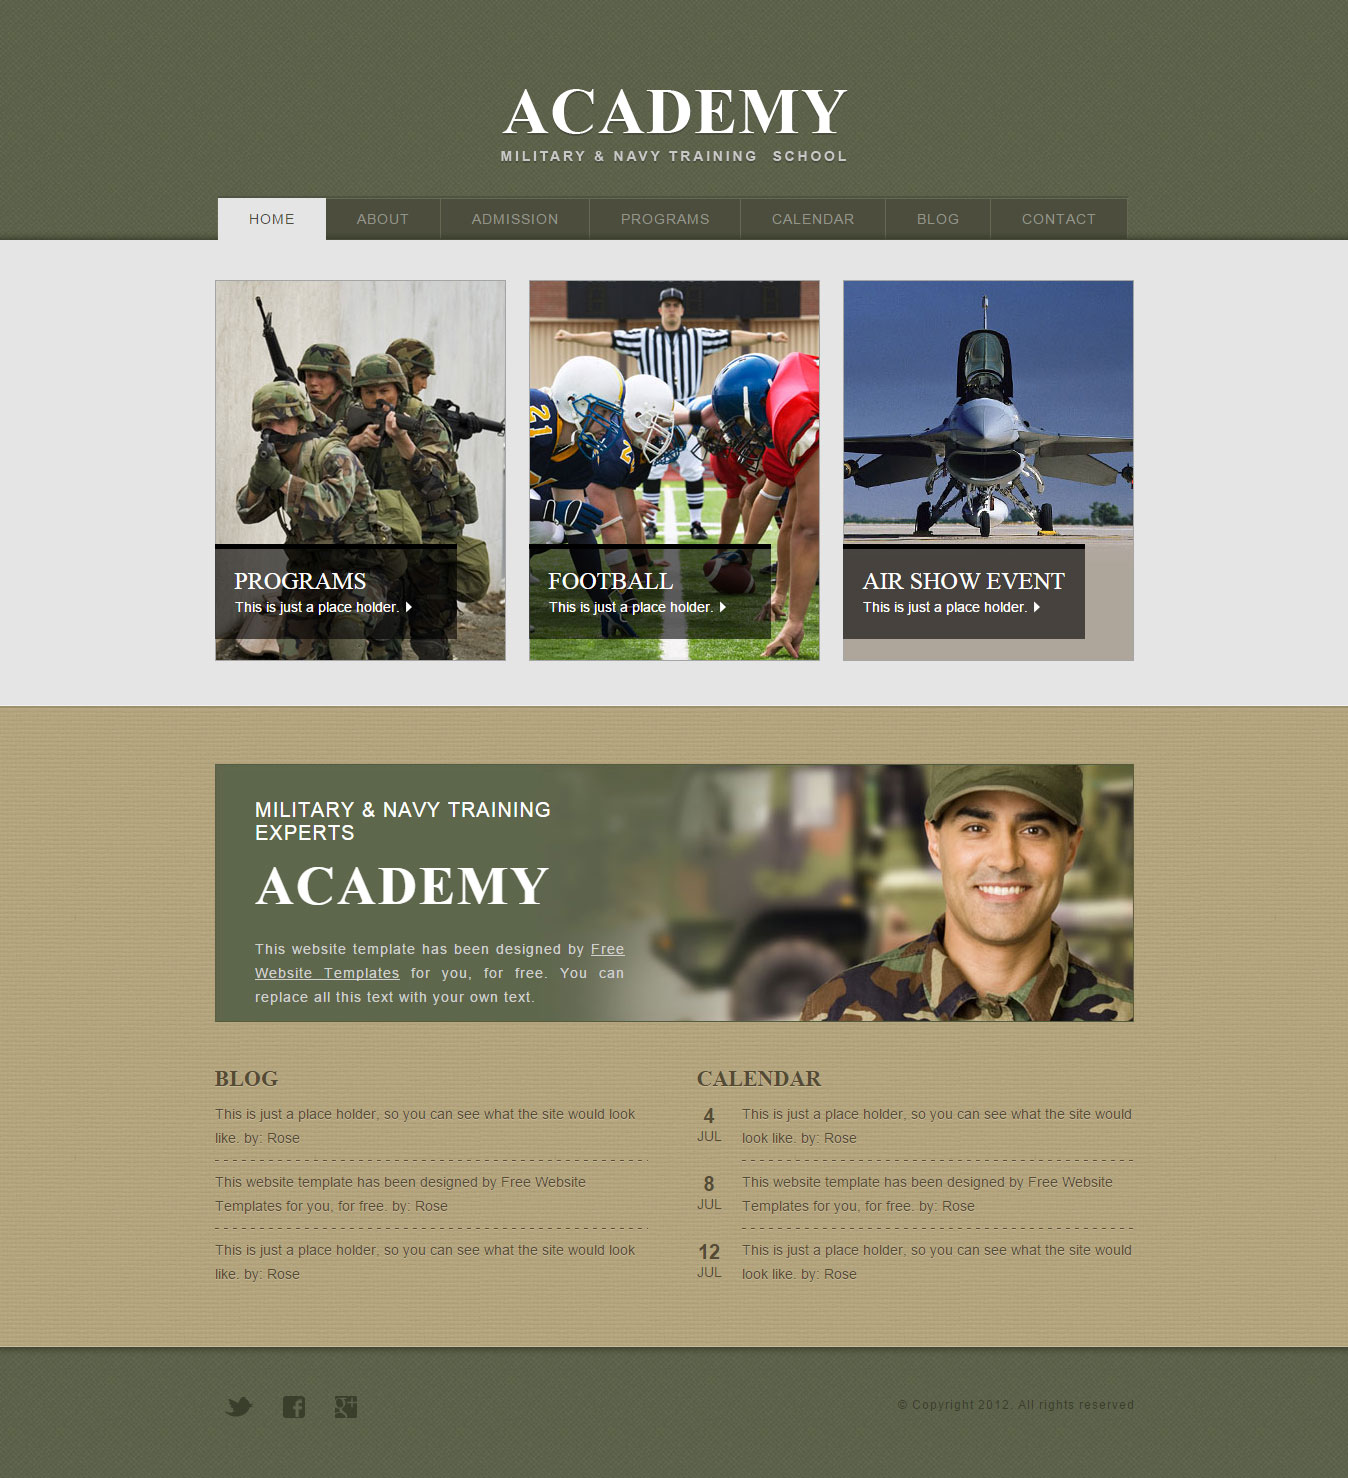 ACADEMY
MILITARY & NAVY TRAINING SCHOOL
HOME ABOUT ADMISSION PROGRAMS CALENDAR BLOG CONTACT
21
2
PROGRAMS
This is just a place holder.
FOOTBALL
This is just a place holder.
AIR SHOW EVENT
This is just a place holder.
MILITARY & NAVY TRAINING
EXPERTS
ACADEMY
This website template has been designed by Free
Website Templates for you, for free. You can
replace all this text with your own text.
BLOG
This is just a place holder, so you can see what the site would look
like. by: Rose
This website template has been designed by Free Website
Templates for you, for free. by: Rose
This is just a place holder, so you can see what the site would look
like. by: Rose
CALENDAR
4
JUL
This is just a place holder, so you can see what the site would
look like. by: Rose
8
JUL
This website template has been designed by Free Website
Templates for you, for free. by: Rose
12
JUL
This is just a place holder, so you can see what the site would
look like. by: Rose
© Copyright 2012. All rights reserved